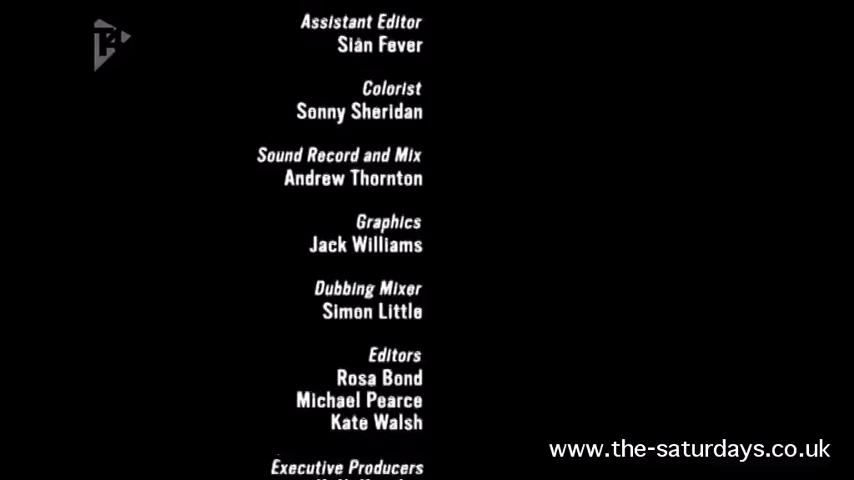 Assistant Editor
Siân Fever
Colorist
Sonny Sheridan
Sound Record and Mix
Andrew Thornton
Graphics
Jack Williams
Dubbing Mixer
Simon Little
Editors
Rosa Bond
Michael Pearce
Kate Walsh
Executive Producers
www.the-saturdays.co.uk